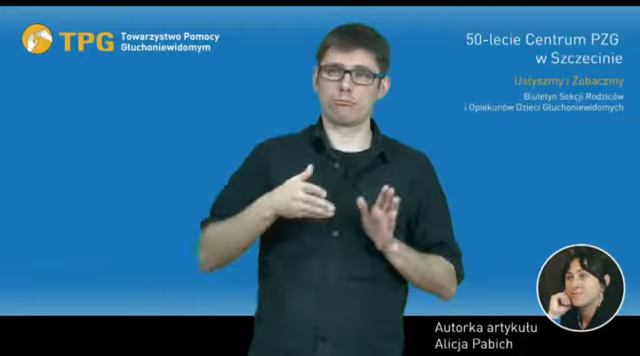 TPG
Towarzystwo Pomocy
Głuchoniewidomym
50-lecie Centrum PZG
w Szczecinie
Usłyszmy i Zobaczmy
Biuletyn Sekcji Rodziców
i Opiekunów Dzieci Głuchoniewidomych
Autorka artykułu
Alicja Pabich